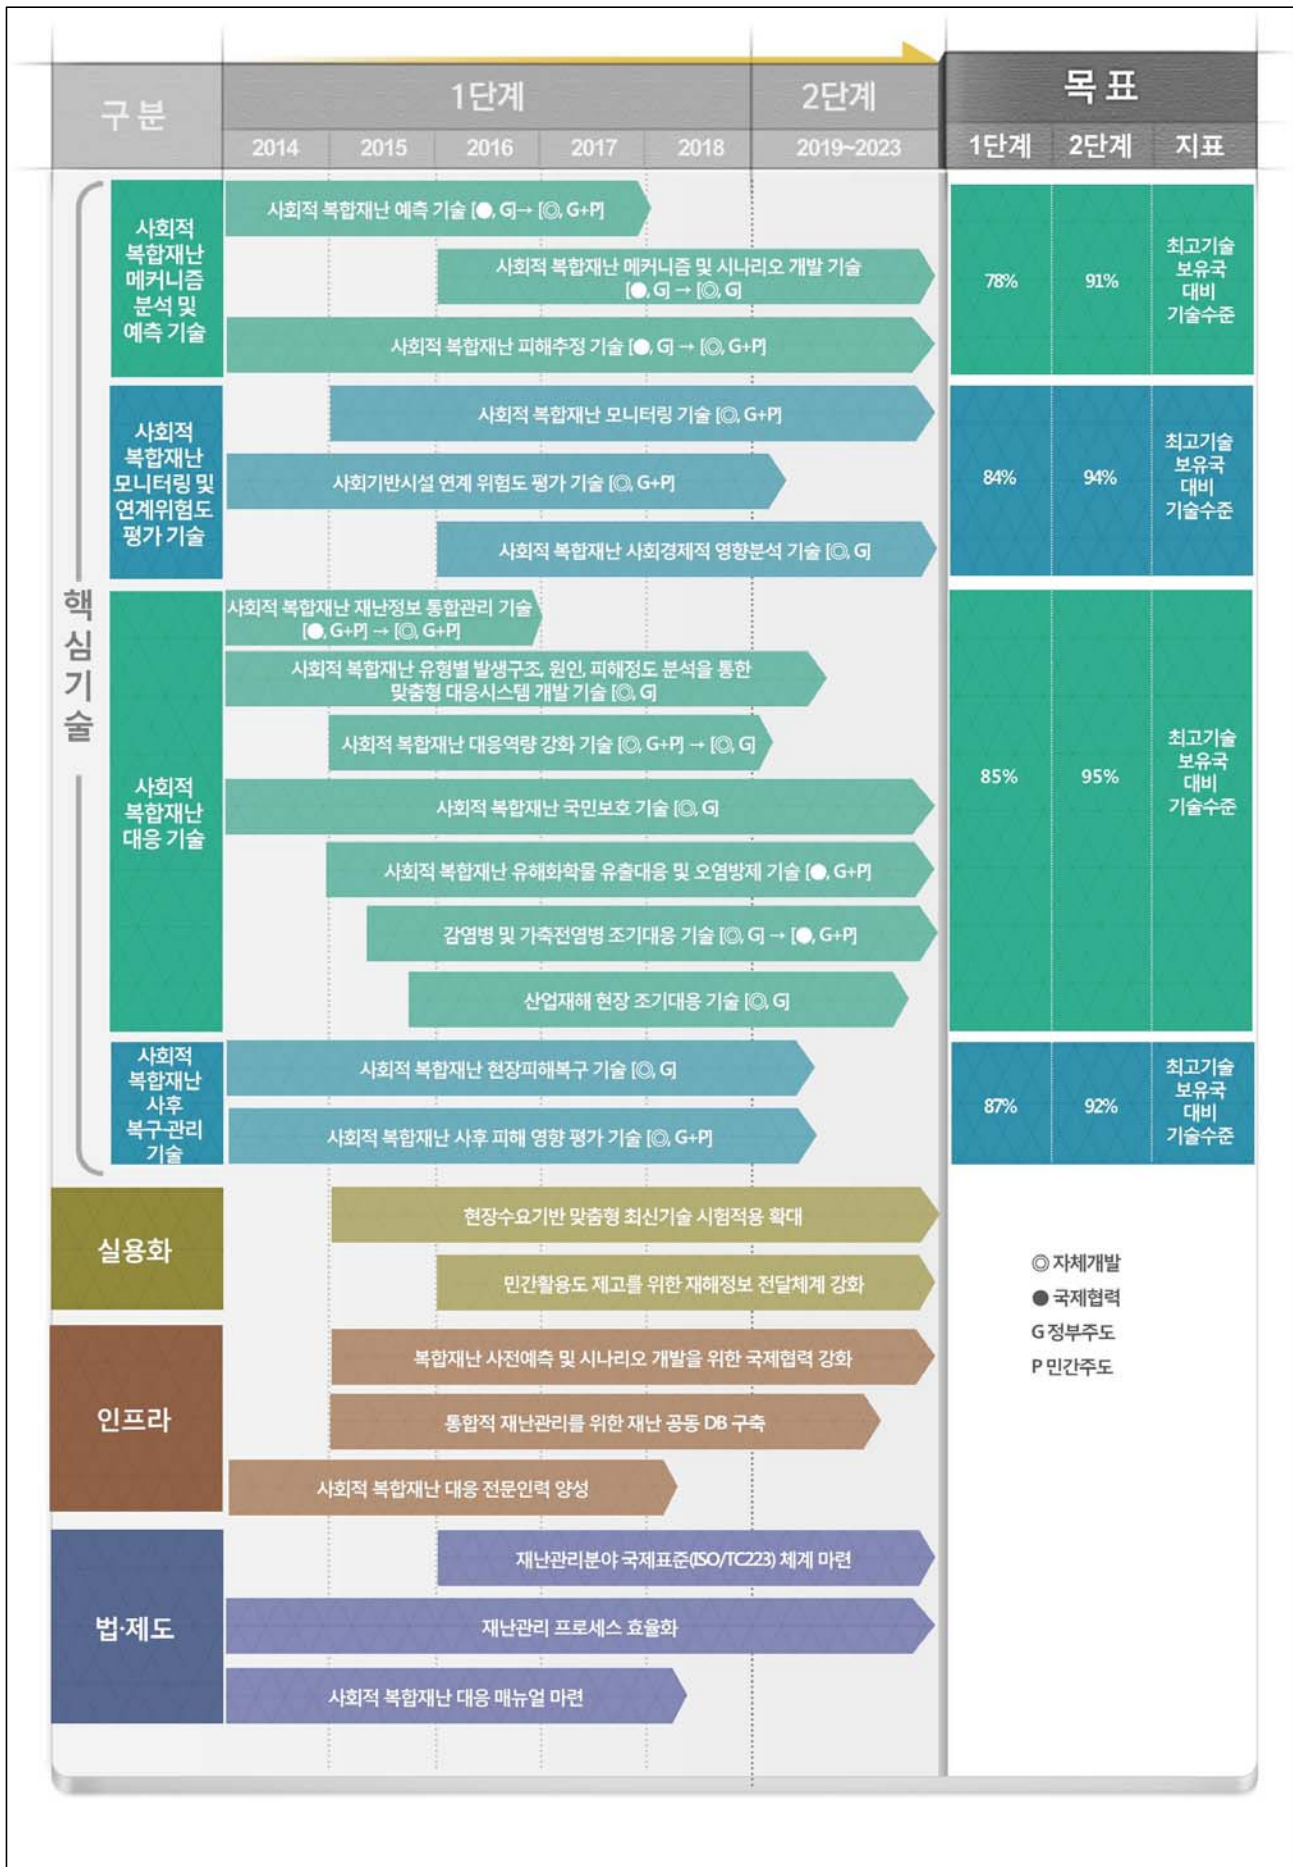 구분
1단계
2단계
목표
2014
2015
2016
2017
2018
2019~2023
1단계
2단계
지표
핵심기술
사회적
복합재난
메커니즘
분석 및
예측 기술
사회적 복합재난 예측 기술 [●, G]→ [◎, G+P]
사회적 복합재난 메커니즘 및 시나리오 개발 기술
[●, G] → [◎, G]
사회적 복합재난 피해추정 기술 [●, G] → [◎, G+P]
78%
91%
최고기술
보유국
대비
기술수준
사회적
복합재난
모니터링 및
연계위험도
평가 기술
사회적 복합재난 모니터링 기술 [◎, G+P]
사회기반시설 연계 위험도 평가 기술 [◎, G+P]
사회적 복합재난 사회경제적 영향분석 기술 [◎, G]
84%
94%
최고기술
보유국
대비
기술수준
사회적
복합재난
대응 기술
사회적 복합재난 재난정보 통합관리 기술
[●, G+P] → [◎, G+P]
사회적 복합재난 유형별 발생구조, 원인, 피해정도 분석을 통한
맞춤형 대응시스템 개발 기술 [◎, G]
사회적 복합재난 대응역량 강화 기술 [◎, G+P] → [◎, G]
사회적 복합재난 국민보호 기술 [◎, G]
사회적 복합재난 유해화학물 유출대응 및 오염방제 기술 [●, G+P]
감염병 및 가축전염병 조기대응 기술 [◎, G] → [●, G+P]
산업재해 현장 조기대응 기술 [◎, G]
85%
95%
최고기술
보유국
대비
기술수준
사회적
복합재난
사후
복구·관리
기술
사회적 복합재난 현장피해복구 기술 [◎, G]
사회적 복합재난 사후 피해 영향 평가 기술 [◎, G+P]
87%
92%
최고기술
보유국
대비
기술수준
실용화
현장수요기반 맞춤형 최신기술 시험적용 확대
민간활용도 제고를 위한 재해정보 전달체계 강화
◎ 자체개발
● 국제협력
G 정부주도
P 민간주도
인프라
복합재난 사전예측 및 시나리오 개발을 위한 국제협력 강화
통합적 재난관리를 위한 재난 공동 DB 구축
사회적 복합재난 대응 전문인력 양성
법·제도
재난관리분야 국제표준(ISO/TC223) 체계 마련
재난관리 프로세스 효율화
사회적 복합재난 대응 매뉴얼 마련